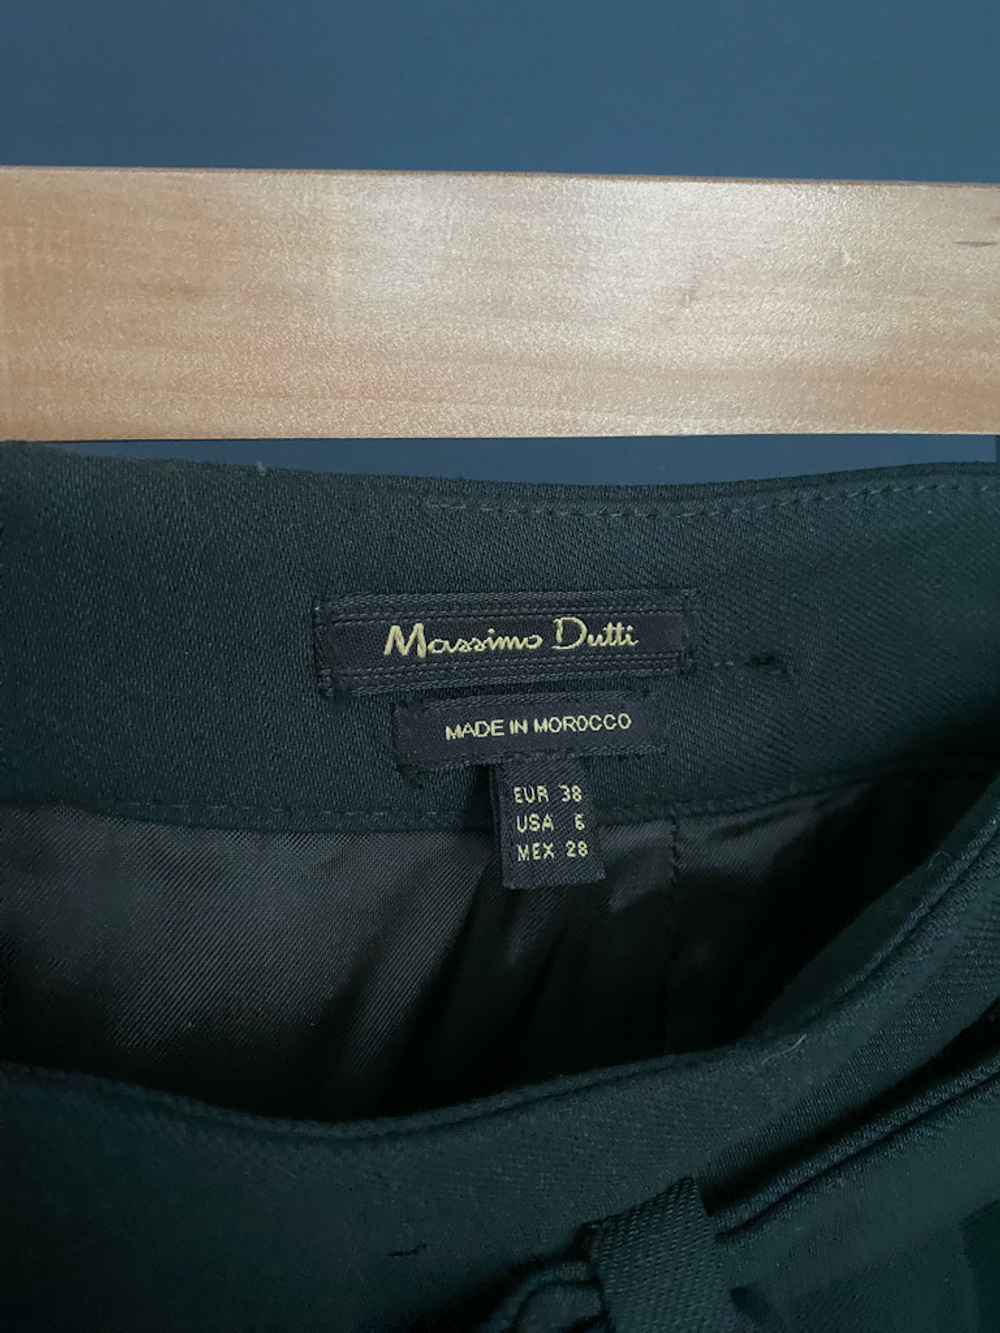 Massimo Dutti
MADE IN MOROCCO
EUR 38
USA 6
MEX 28